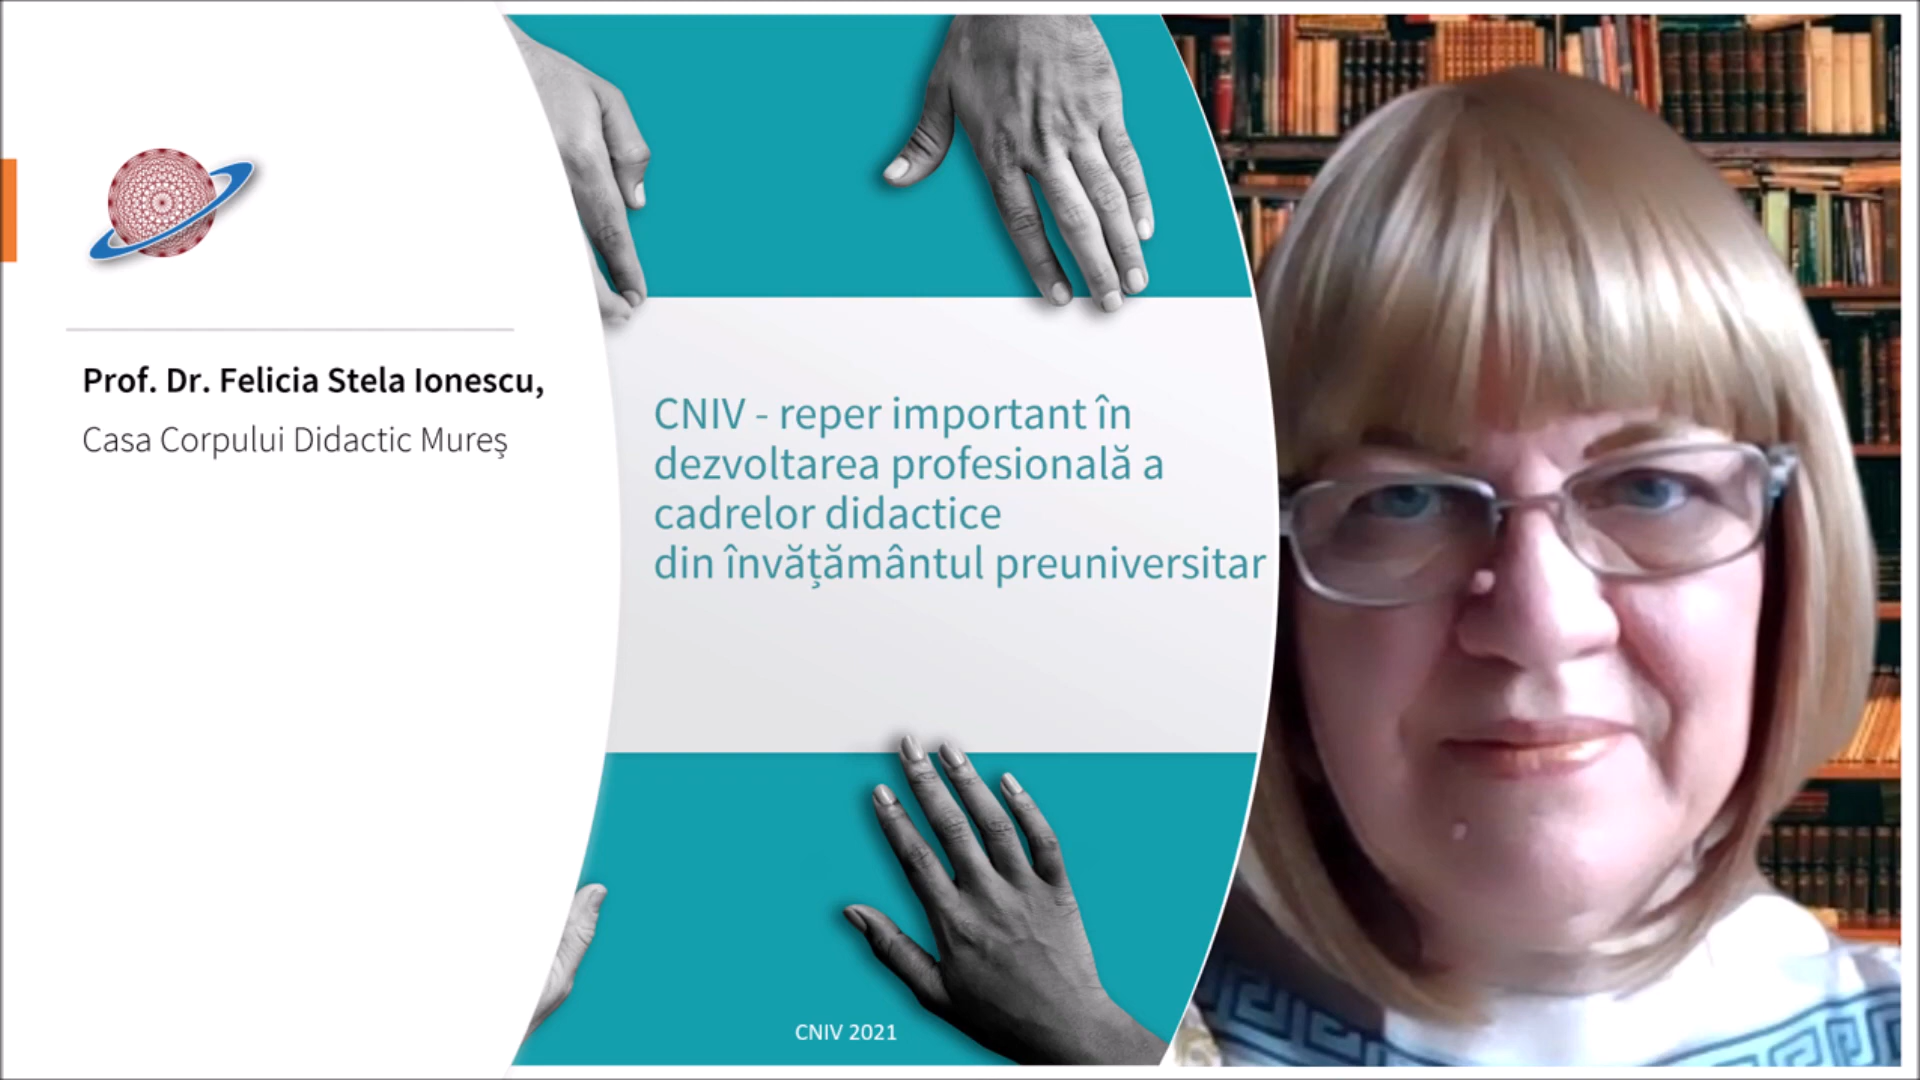 Prof. Dr. Felicia Stela Ionescu,
Casa Corpului Didactic Mureș
CNIV - reper important în
dezvoltarea profesională a
cadrelor didactice
din învățământul preuniversitar
CNIV 2021